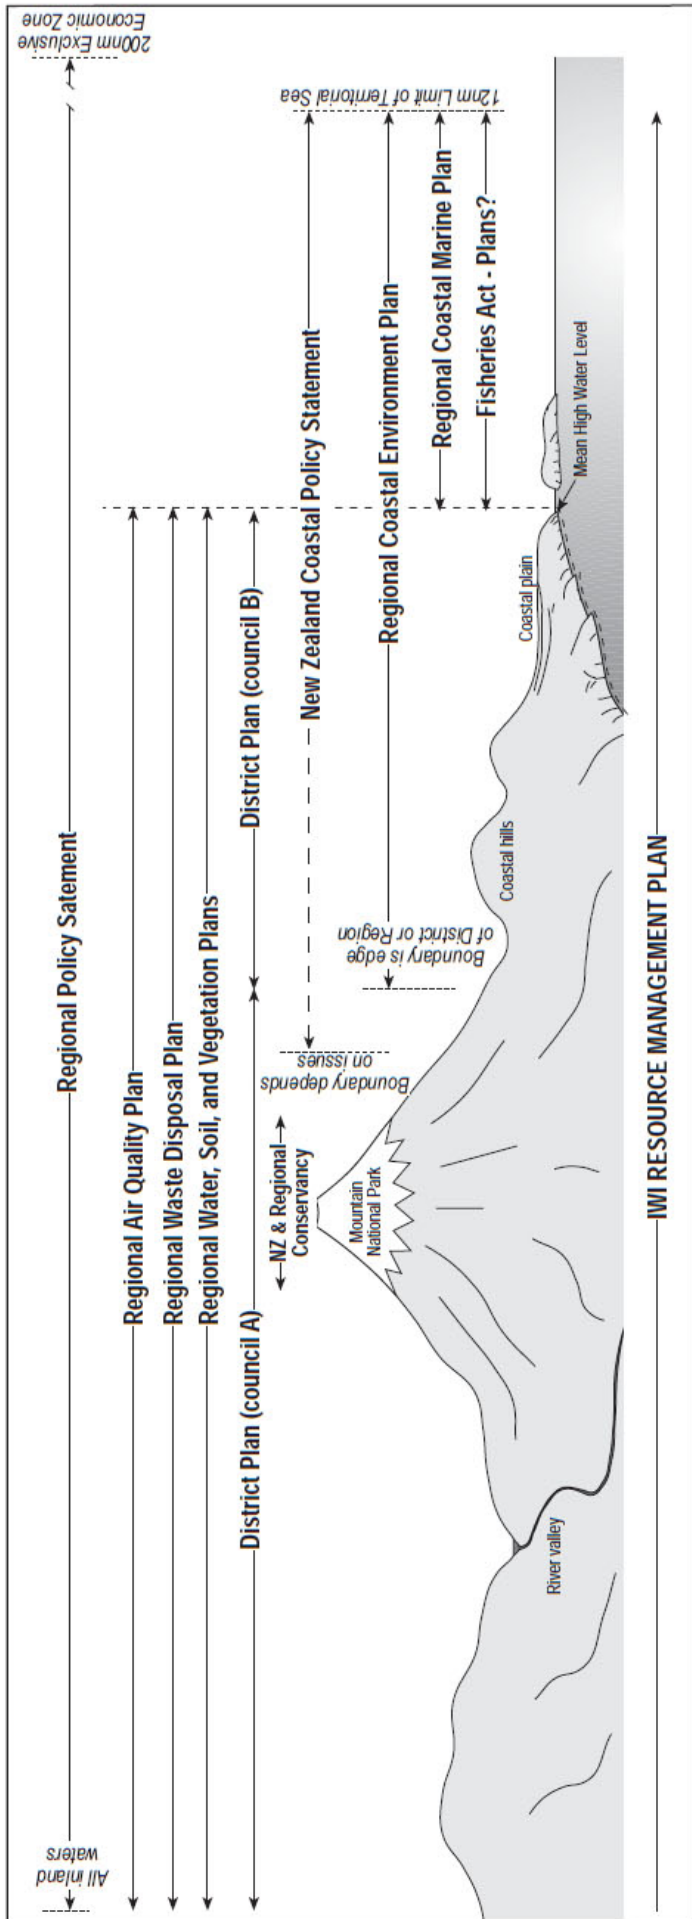 All inland
waters
Regional Policy Satement
200nm Exclusive
Economic Zone
Regional Air Quality Plan
Regional Waste Disposal Plan
Regional Water, Soil, and Vegetation Plans
District Plan (council A)
District Plan (council B)
NZ & Regional
Conservancy
Boundary depends
on issues
New Zealand Coastal Policy Statement
12nm Limit of Territorial Sea
Boundary is edge
of District or Region
Regional Coastal Environment Plan
Regional Coastal Marine Plan
Fisheries Act - Plans?
Mountain
National Park
River valley
Coastal hills
Coastal plain
Mean High Water Level
IWI RESOURCE MANAGEMENT PLAN